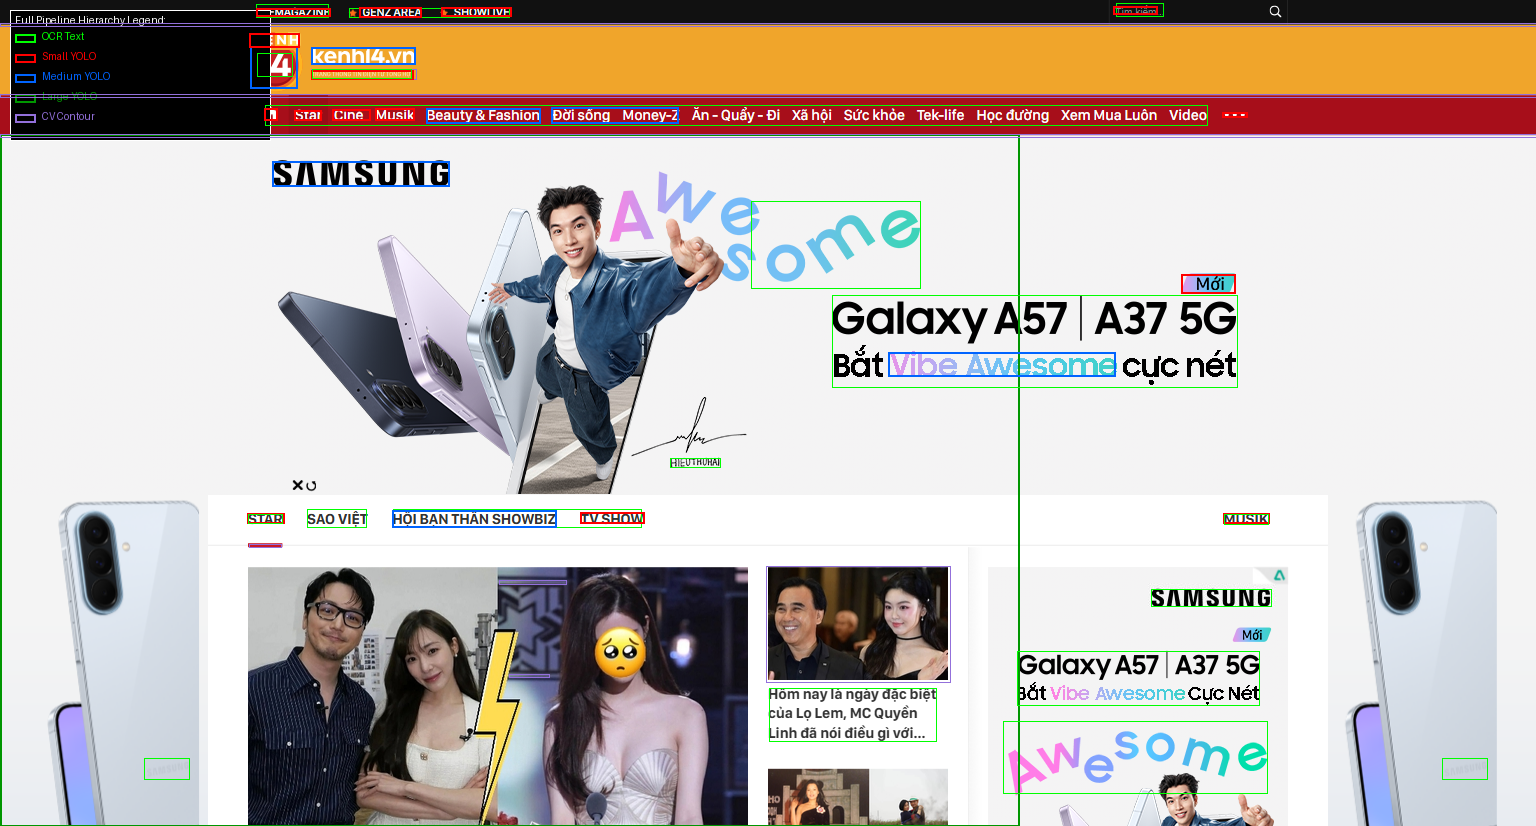 Full Pipeline Hierarchy Legend:
OCR Text
Small YOLO
Medium YOLO
Large YOLO
CV Contour
EMAGAZINE
GENZ AREA
SHOWLIVE
Tìm kiếm
kenh14.vn
Star
Ciné
Musik
Beauty & Fashion
Đời sống
Money-Z
Ăn - Quẩy - Đi
Xã hội
Sức khỏe
Tek-life
Học đường
Xem Mua Luôn
Video
SAMSUNG
Awesome
Mới
Galaxy A57 | A37 5G
Bắt Vibe Awesome cực nét
HIEUTHUHAI
STAR
SAO VIỆT
HỘI BẠN THÂN SHOWBIZ
TV SHOW
MUSIK
Hôm nay là ngày đặc biệt
của Lọ Lem, MC Quyền
Linh đã nói điều gì với...
SAMSUNG
Mới
Galaxy A57 | A37 5G
Bắt Vibe Awesome Cực Nét
Awesome
SAMSUNG
SAMSUNG